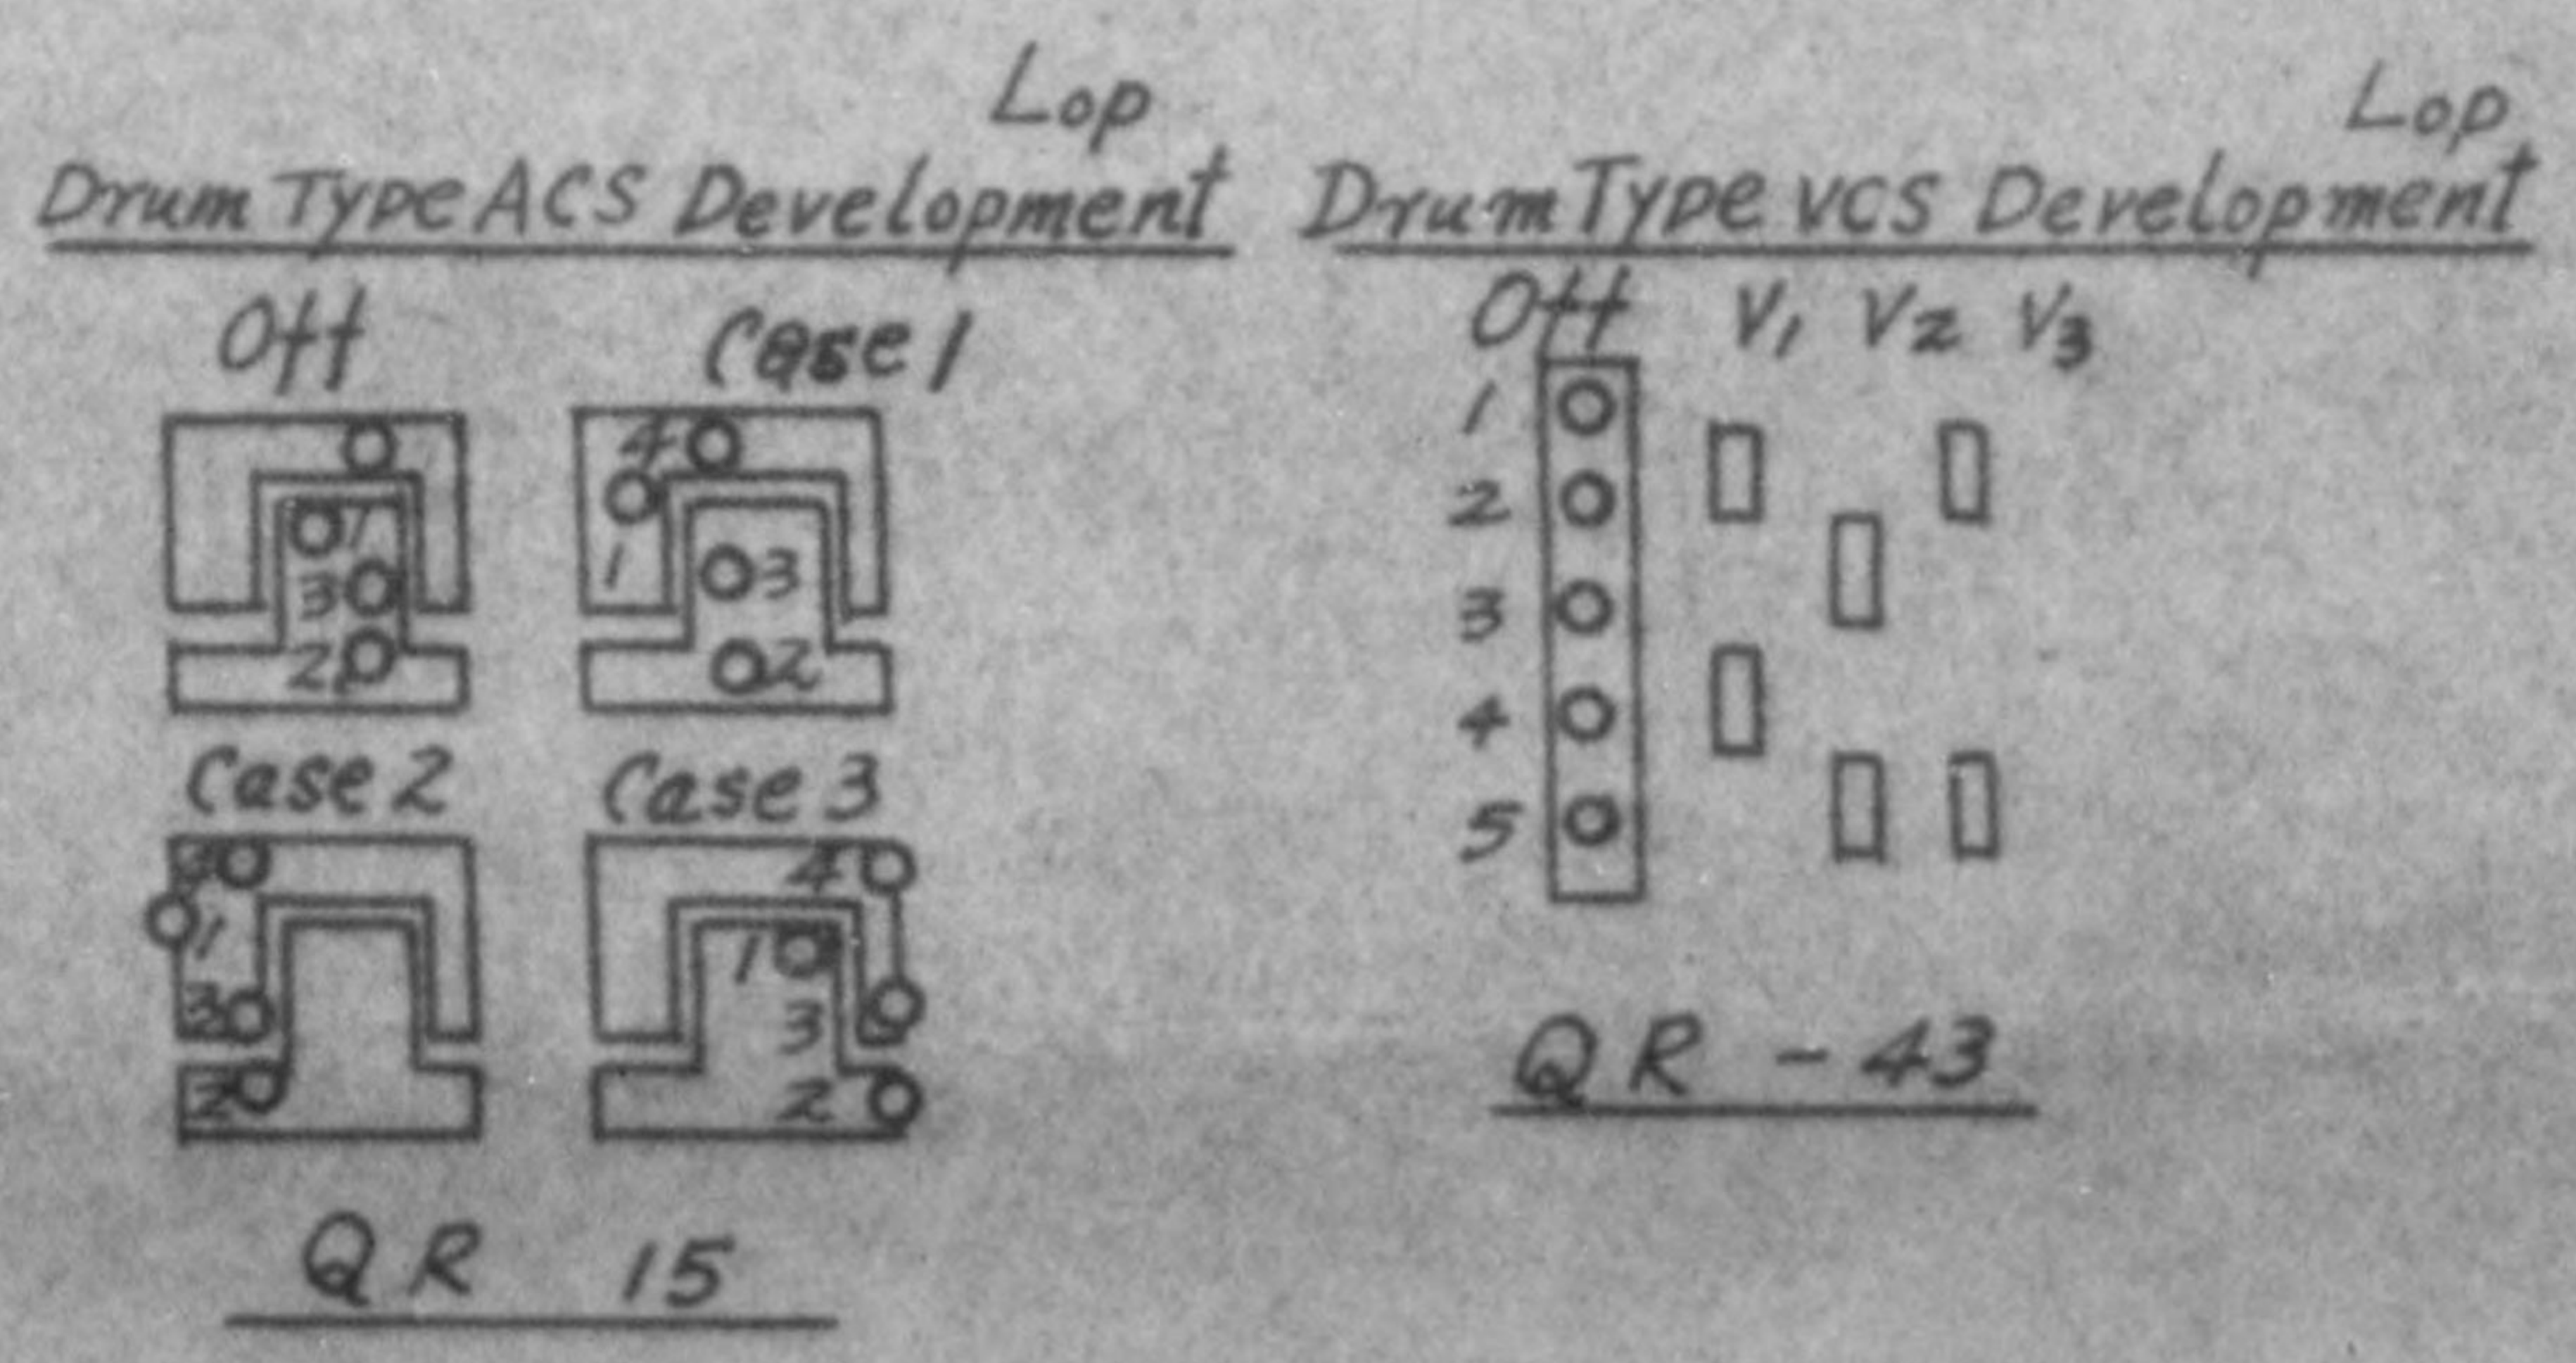 Lop
Drum Type ACS Development
Off Case 1
4
1
1
3 3
2 2
Case 2 Case 3
3 4
1 1
3 3
2 2
QR 15
Lop
Drum Type VCS Development
Off V1 V2 V3
1
2
3
4
5
QR - 43